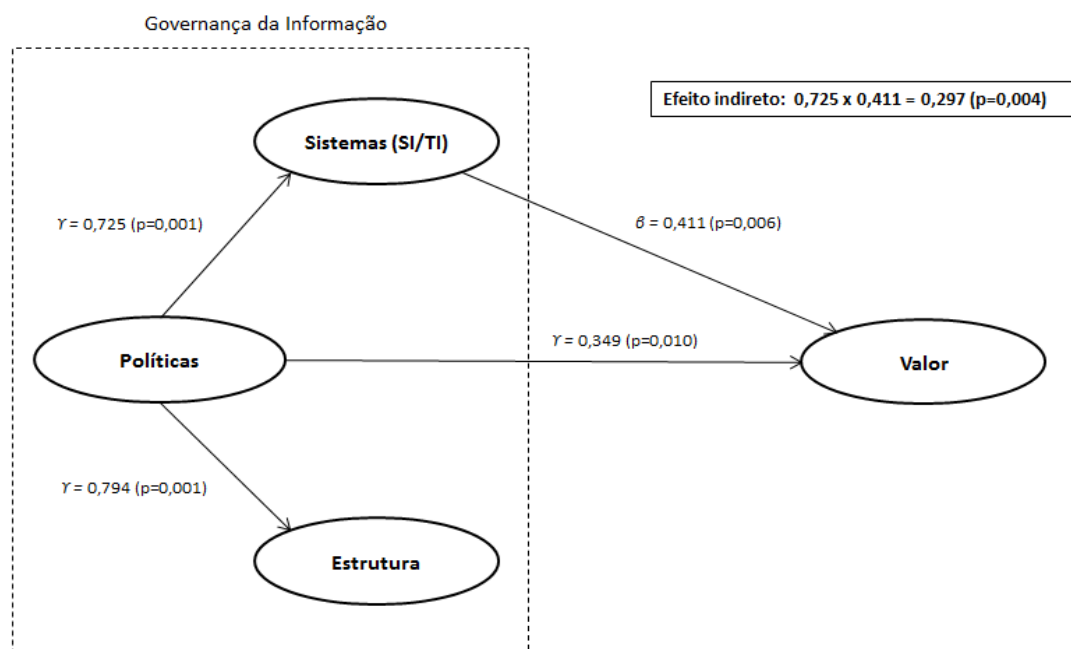 Governança da Informação
Efeito indireto: 0,725 x 0,411 = 0,297 (p=0,004)
Sistemas (SI/TI)
ϒ = 0,725 (p=0,001)
β = 0,411 (p=0,006)
ϒ = 0,349 (p=0,010)
Políticas
Valor
ϒ = 0,794 (p=0,001)
Estrutura